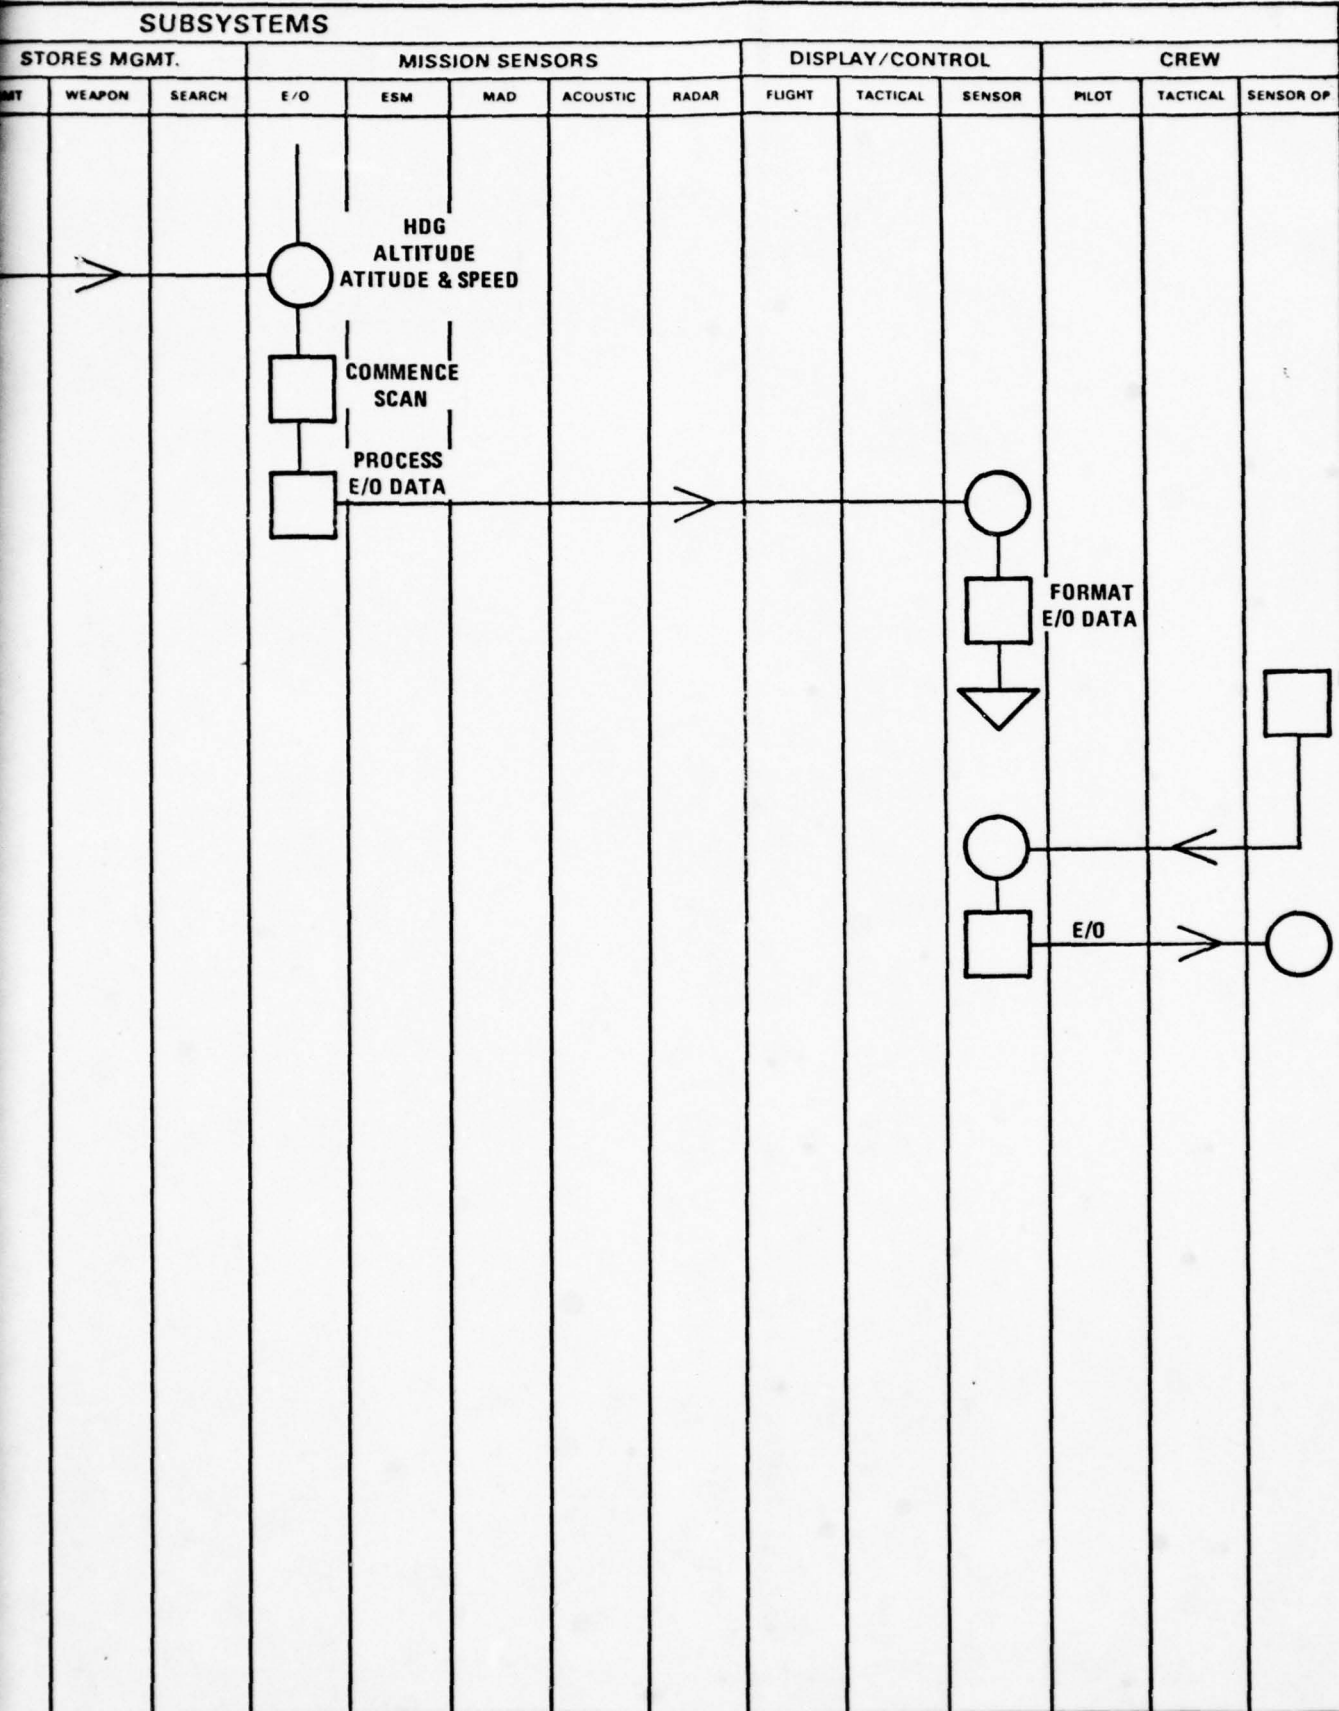 SUBSYSTEMS
STORES MGMT. MISSION SENSORS DISPLAY/CONTROL CREW
MT WEAPON SEARCH E/O ESM MAD ACOUSTIC RADAR FLIGHT TACTICAL SENSOR PILOT TACTICAL SENSOR OP
HDG
ALTITUDE
ATITUDE & SPEED
COMMENCE
SCAN
PROCESS
E/O DATA
FORMAT
E/O DATA
E/O